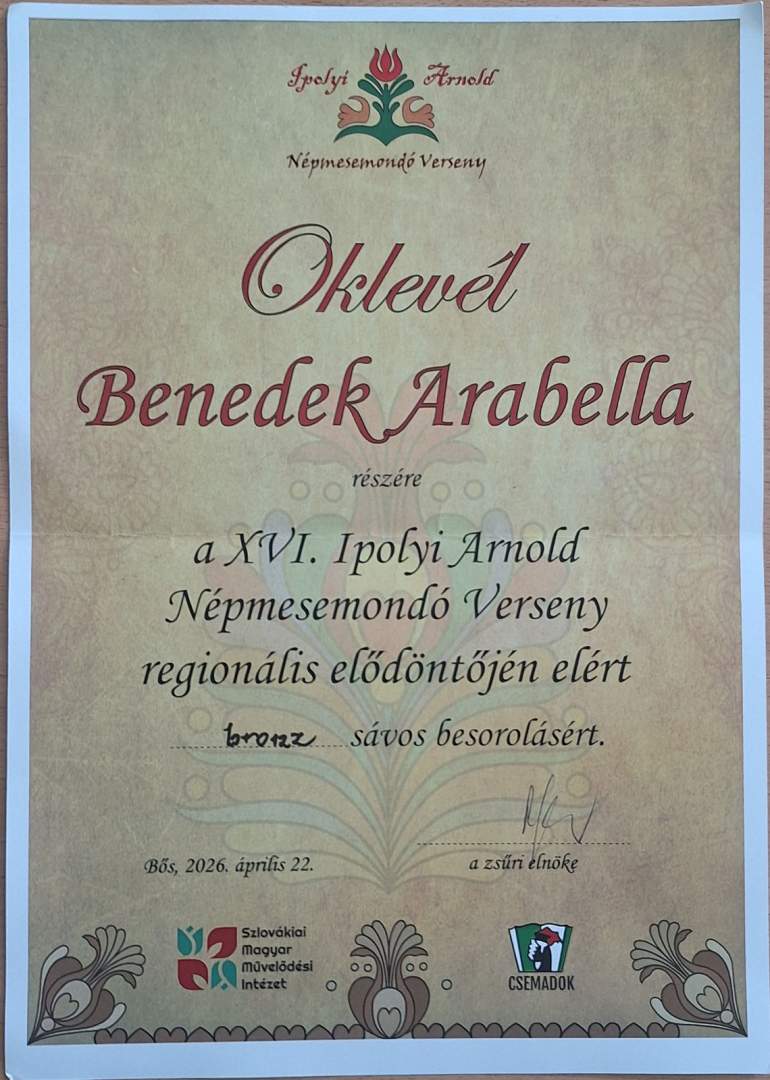 Ipolyi Arnold
Népmesemondó Verseny
Oklevél
Benedek Arabella
részére
a XVI. Ipolyi Arnold
Népmesemondó Verseny
regionális elődöntőjén elért
bronz sávos besorolásért.
Bős, 2026. április 22.
a zsűri elnöke
Szlovákiai
Magyar
Művelődési
Intézet
CSEMADOK